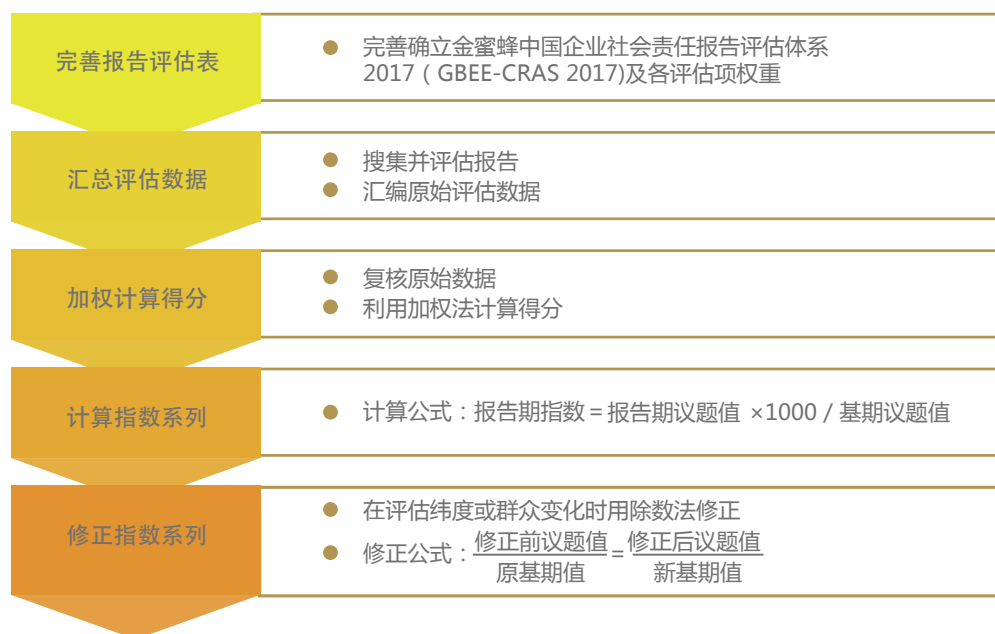 完善报告评估表
完善确立金蜜蜂中国企业社会责任报告评估体系
2017（GBEE-CRAS 2017)及各评估项权重
汇总评估数据
搜集并评估报告
汇编原始评估数据
加权计算得分
复核原始数据
利用加权法计算得分
计算指数系列
计算公式：报告期指数＝报告期议题值 ×1000 / 基期议题值
修正指数系列
在评估纬度或群众变化时用除数法修正
修正公式：修正前议题值 = 修正后议题值
原基期值 新基期值